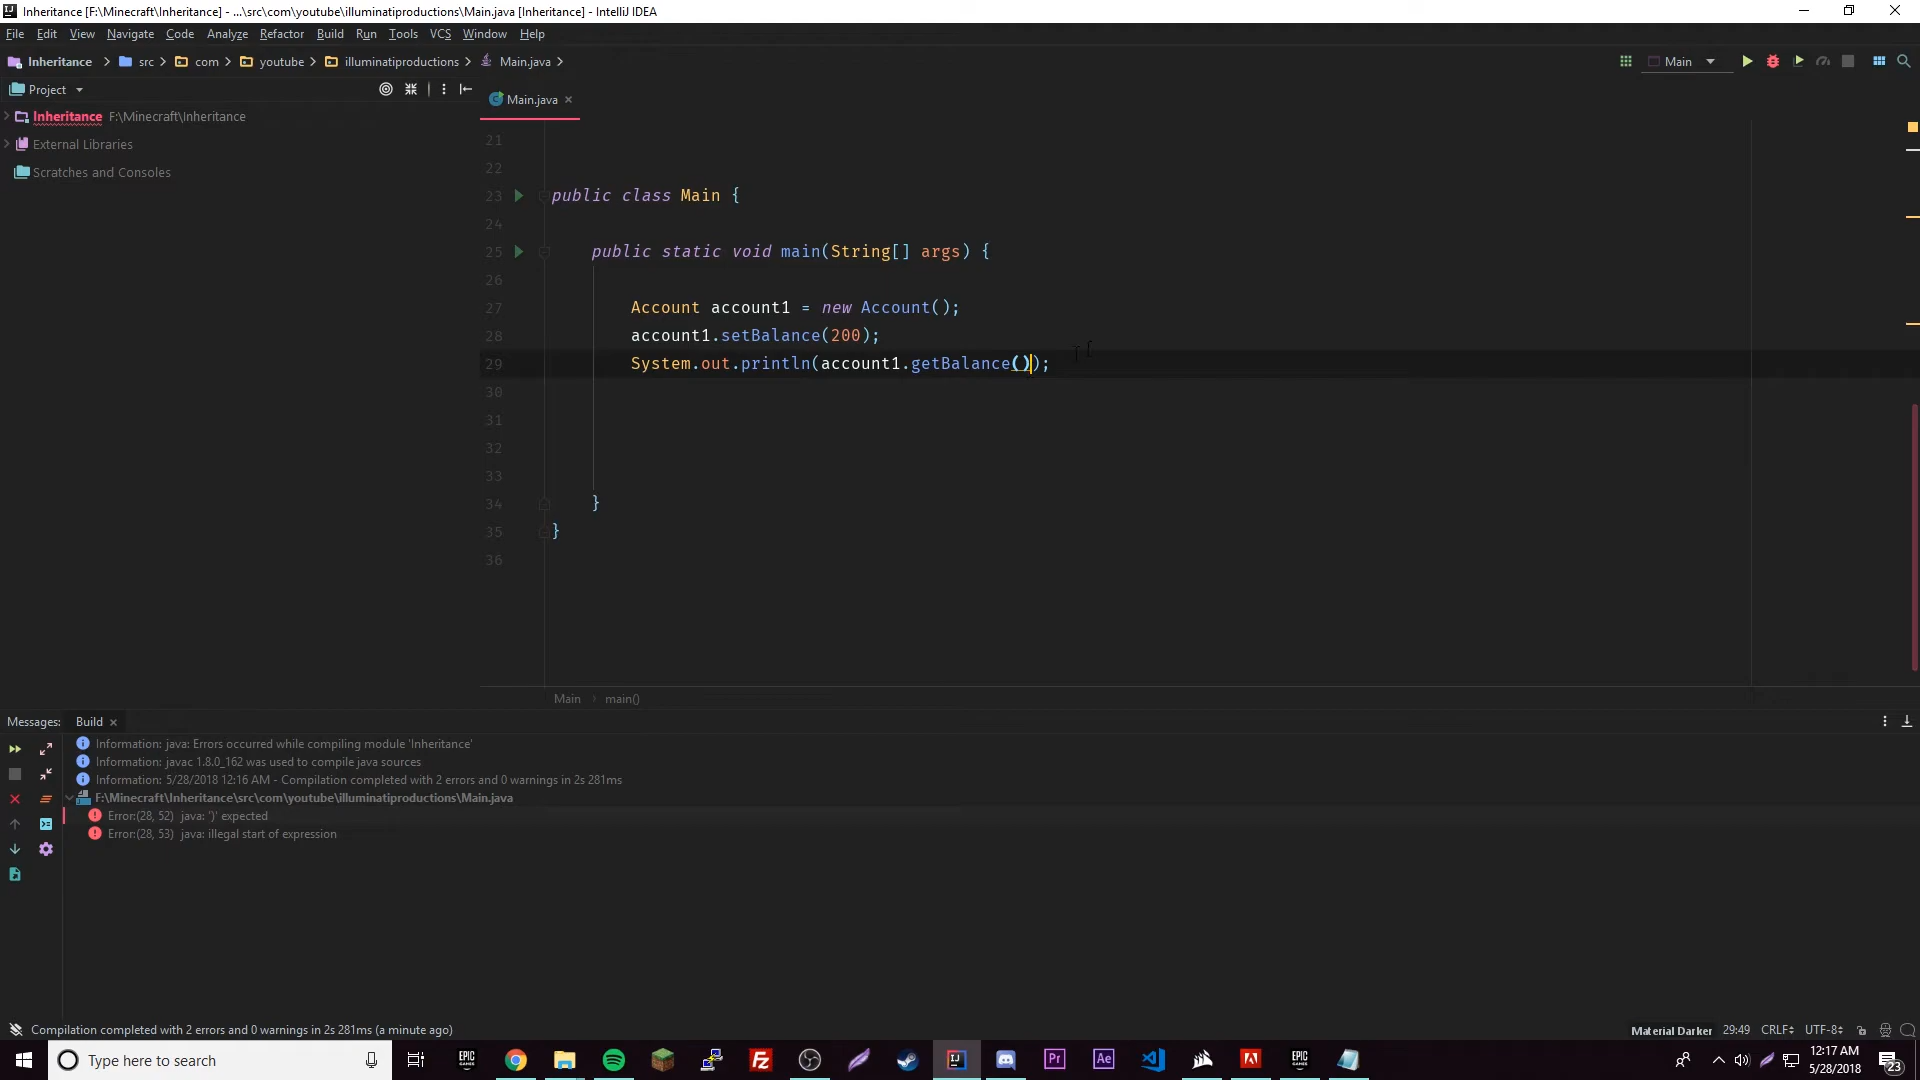 Inheritance [F:\Minecraft\Inheritance] - ...\src\com\youtube\illuminatiproductions\Main.java [Inheritance] - IntelliJ IDEA
File Edit View Navigate Code Analyze Refactor Build Run Tools VCS Window Help
Inheritance src com youtube illuminatiproductions Main.java
Main
Project
Main.java
Inheritance F:\Minecraft\Inheritance
External Libraries
Scratches and Consoles
21
22
23 public class Main {
24
25 public static void main(String[] args) {
26
27 Account account1 = new Account();
28 account1.setBalance(200);
29 System.out.println(account1.getBalance());
30
31
32
33
34 }
35 }
36
Main main()
Messages: Build
Information: java: Errors occurred while compiling module 'Inheritance'
Information: javac 1.8.0_162 was used to compile java sources
Information: 5/28/2018 12:16 AM - Compilation completed with 2 errors and 0 warnings in 2s 281ms
F:\Minecraft\Inheritance\src\com\youtube\illuminatiproductions\Main.java
Error:(28, 52) java: ')' expected
Error:(28, 53) java: illegal start of expression
Compilation completed with 2 errors and 0 warnings in 2s 281ms (a minute ago)
Material Darker 29:49 CRLF UTF-8
Type here to search
12:17 AM
5/28/2018
23